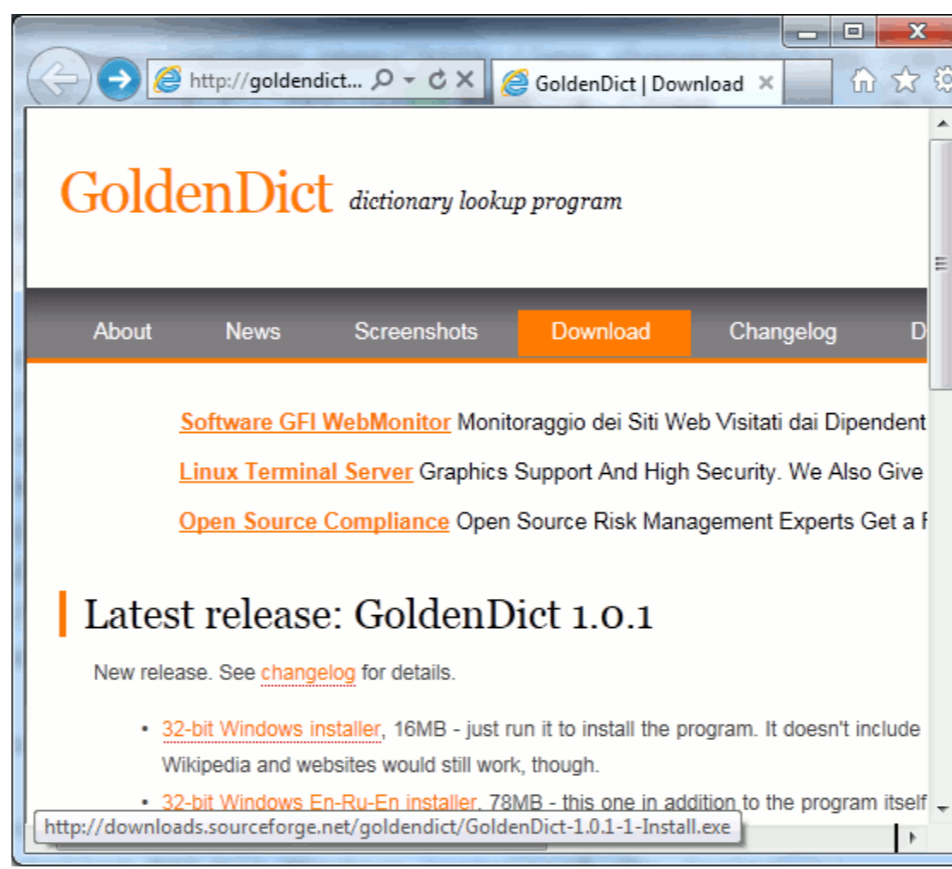 http://goldendict...
GoldenDict | Download
GoldenDict dictionary lookup program
About News Screenshots Download Changelog D
Software GFI WebMonitor Monitoraggio dei Siti Web Visitati dai Dipendent
Linux Terminal Server Graphics Support And High Security. We Also Give
Open Source Compliance Open Source Risk Management Experts Get a F
Latest release: GoldenDict 1.0.1
New release. See changelog for details.
• 32-bit Windows installer, 16MB - just run it to install the program. It doesn't include
Wikipedia and websites would still work, though.
• 32-bit Windows En-Ru-En installer, 78MB - this one in addition to the program itself
http://downloads.sourceforge.net/goldendict/GoldenDict-1.0.1-1-Install.exe